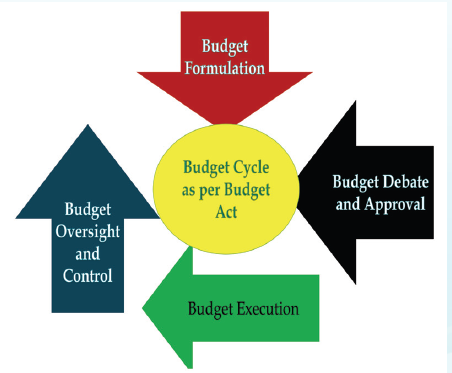 Budget
Formulation
Budget Cycle
as per Budget
Act
Budget Debate
and Approval
Budget
Oversight
and
Control
Budget Execution